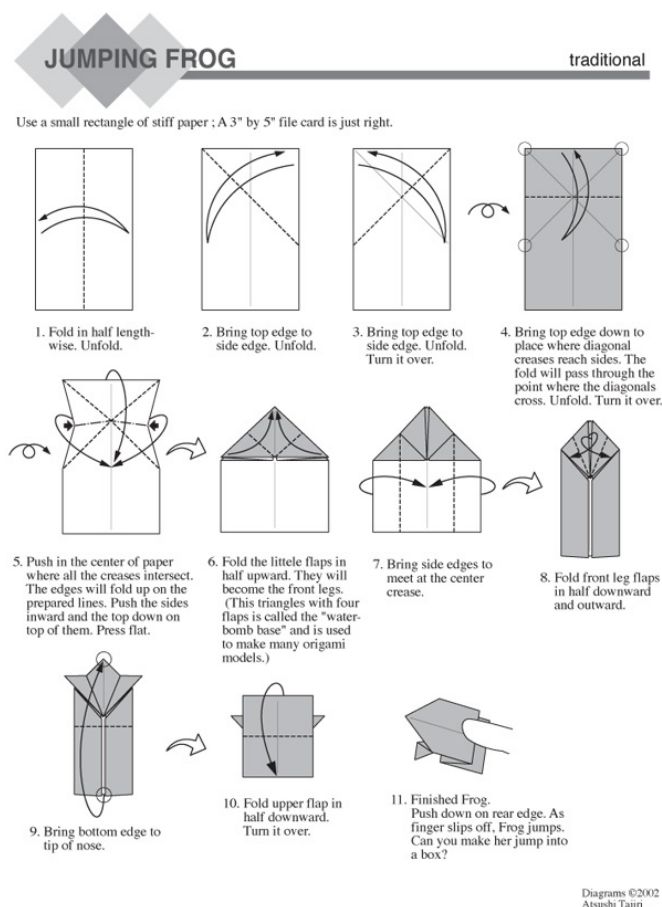 JUMPING FROG
traditional
Use a small rectangle of stiff paper ; A 3" by 5" file card is just right.
1. Fold in half length-
wise. Unfold.
2. Bring top edge to
side edge. Unfold.
3. Bring top edge to
side edge. Unfold.
Turn it over.
4. Bring top edge down to
place where diagonal
creases reach sides. The
fold will pass through the
point where the diagonals
cross. Unfold. Turn it over.
5. Push in the center of paper
where all the creases intersect.
The edges will fold up on the
prepared lines. Push the sides
inward and the top down on
top of them. Press flat.
6. Fold the littele flaps in
half upward. They will
become the front legs.
(This triangles with four
flaps is called the "water-
bomb base" and is used
to make many origami
models.)
7. Bring side edges to
meet at the center
crease.
8. Fold front leg flaps
in half downward
and outward.
9. Bring bottom edge to
tip of nose.
10. Fold upper flap in
half downward.
Turn it over.
11. Finished Frog.
Push down on rear edge. As
finger slips off, Frog jumps.
Can you make her jump into
a box?
Diagrams ©2002
Atsushi Tajiri